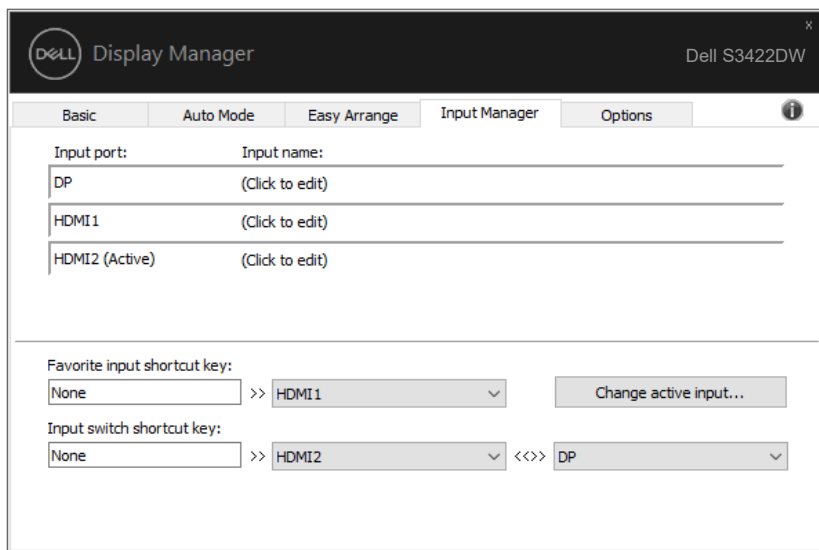 x
DELL Display Manager Dell S3422DW
Basic Auto Mode Easy Arrange Input Manager Options i
Input port: Input name:
DP (Click to edit)
HDMI1 (Click to edit)
HDMI2 (Active) (Click to edit)
Favorite input shortcut key:
None >> HDMI1 Change active input...
Input switch shortcut key:
None >> HDMI2 <<>> DP